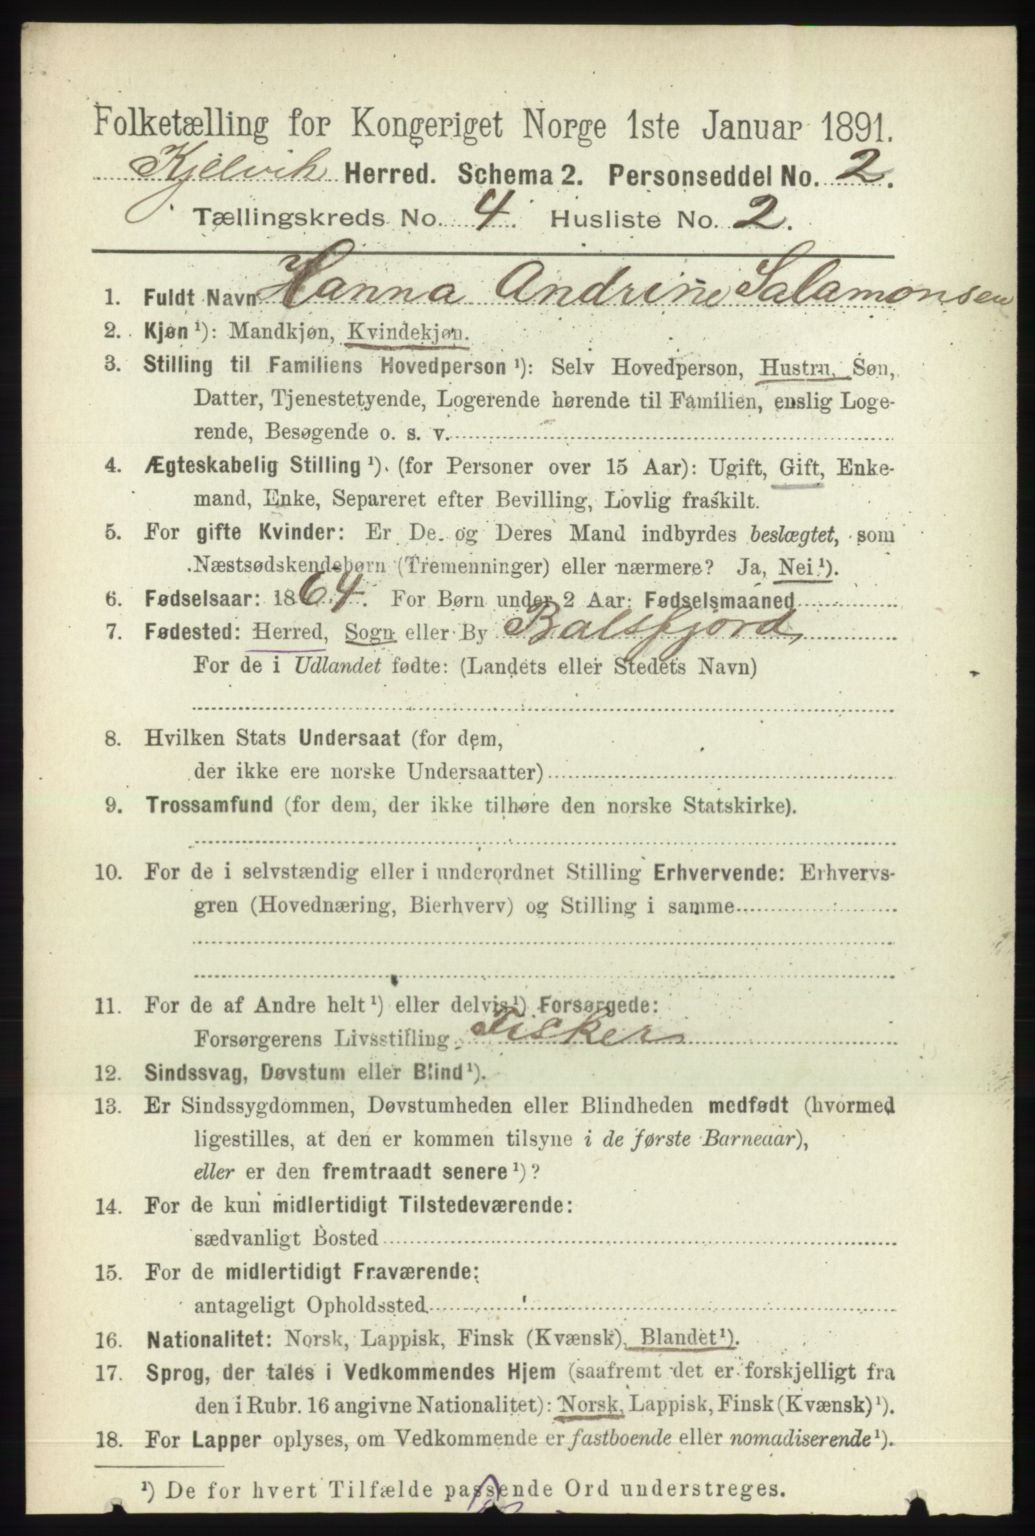 Folketælling for Kongeriget Norge 1ste Januar 1891.
Kjelvik Herred. Schema 2. Personseddel No. 2.
Tællingskreds No. 4. Husliste No. 2.
1. Fuldt Navn Hanna Andrine Salamonsen
2. Kjøn ¹): Mandkjøn, Kvindekjøn.
3. Stilling til Familiens Hovedperson ¹): Selv Hovedperson, Hustru, Søn,
Datter, Tjenestetyende, Logerende hørende til Familien, enslig Loge-
rende, Besøgende o. s. v.
4. Ægteskabelig Stilling ¹). (for Personer over 15 Aar): Ugift, Gift, Enke-
mand, Enke, Separeret efter Bevilling, Lovlig fraskilt.
5. For gifte Kvinder: Er De og Deres Mand indbyrdes beslægtet, som
Næstsødskendebørn (Tremenninger) eller nærmere? Ja, Nei ¹).
6. Fødselsaar: 1864. For Børn under 2 Aar: Fødselsmaaned
7. Fødested: Herred, Sogn eller By Balsfjord
For de i Udlandet fødte: (Landets eller Stedets Navn)
8. Hvilken Stats Undersaat (for dem,
der ikke ere norske Undersaatter)
9. Trossamfund (for dem, der ikke tilhøre den norske Statskirke).
10. For de i selvstændig eller i underordnet Stilling Erhvervende: Erhvervs-
gren (Hovednæring, Bierhverv) og Stilling i samme
11. For de af Andre helt ¹) eller delvis ¹) Forsørgede:
Forsørgerens Livsstilling Fisker
12. Sindssvag, Døvstum eller Blind ¹).
13. Er Sindssygdommen, Døvstumheden eller Blindheden medfødt (hvormed
ligestilles, at den er kommen tilsyne i de første Barneaar),
eller er den fremtraadt senere ¹)?
14. For de kun midlertidigt Tilstedeværende:
sædvanligt Bosted
15. For de midlertidigt Fraværende:
antageligt Opholdssted
16. Nationalitet: Norsk, Lappisk, Finsk (Kvænsk), Blandet ¹).
17. Sprog, der tales i Vedkommendes Hjem (saafremt det er forskjelligt fra
den i Rubr. 16 angivne Nationalitet): Norsk, Lappisk, Finsk (Kvænsk) ¹).
18. For Lapper oplyses, om Vedkommende er fastboende eller nomadiserende ¹).
¹) De for hvert Tilfælde passende Ord understreges.